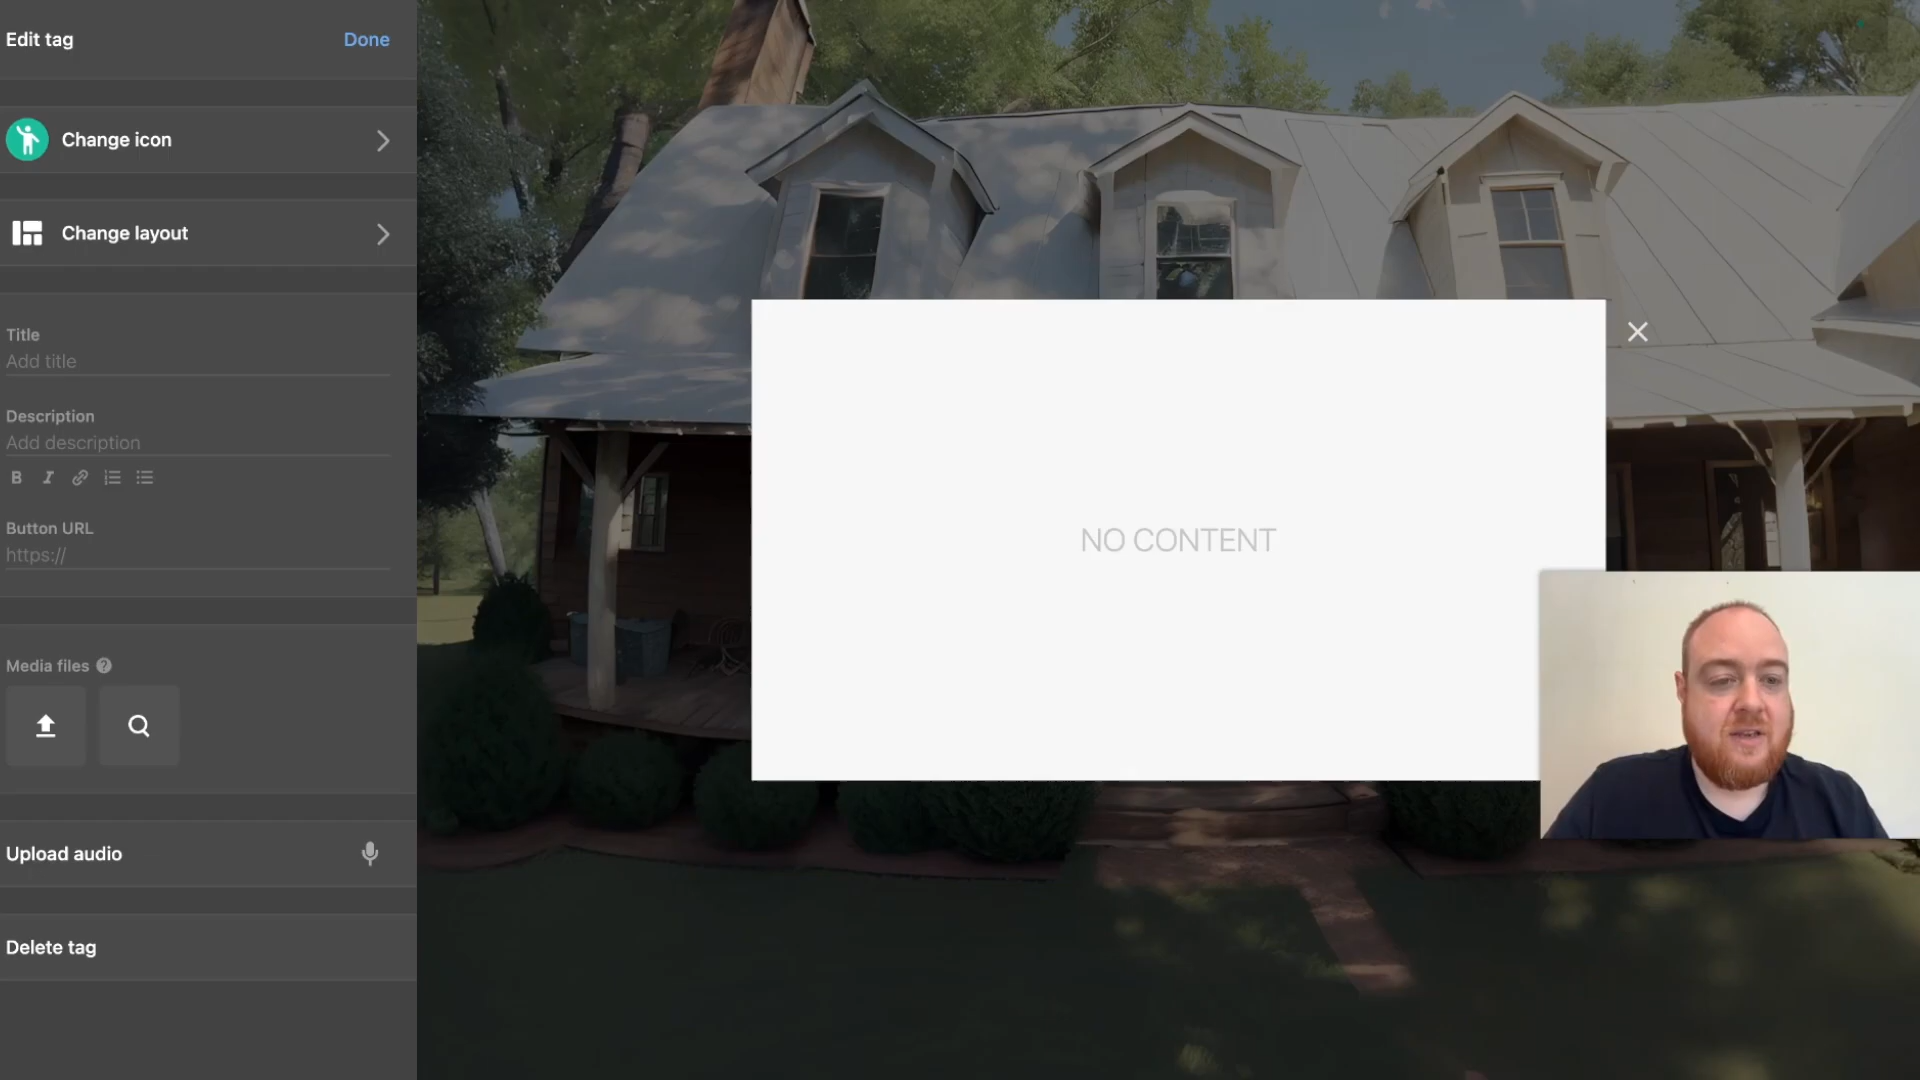 Edit tag
Done
Change icon
Change layout
Title
Add title
Description
Add description
B I
Button URL
https://
Media files ?
Upload audio
Delete tag
NO CONTENT